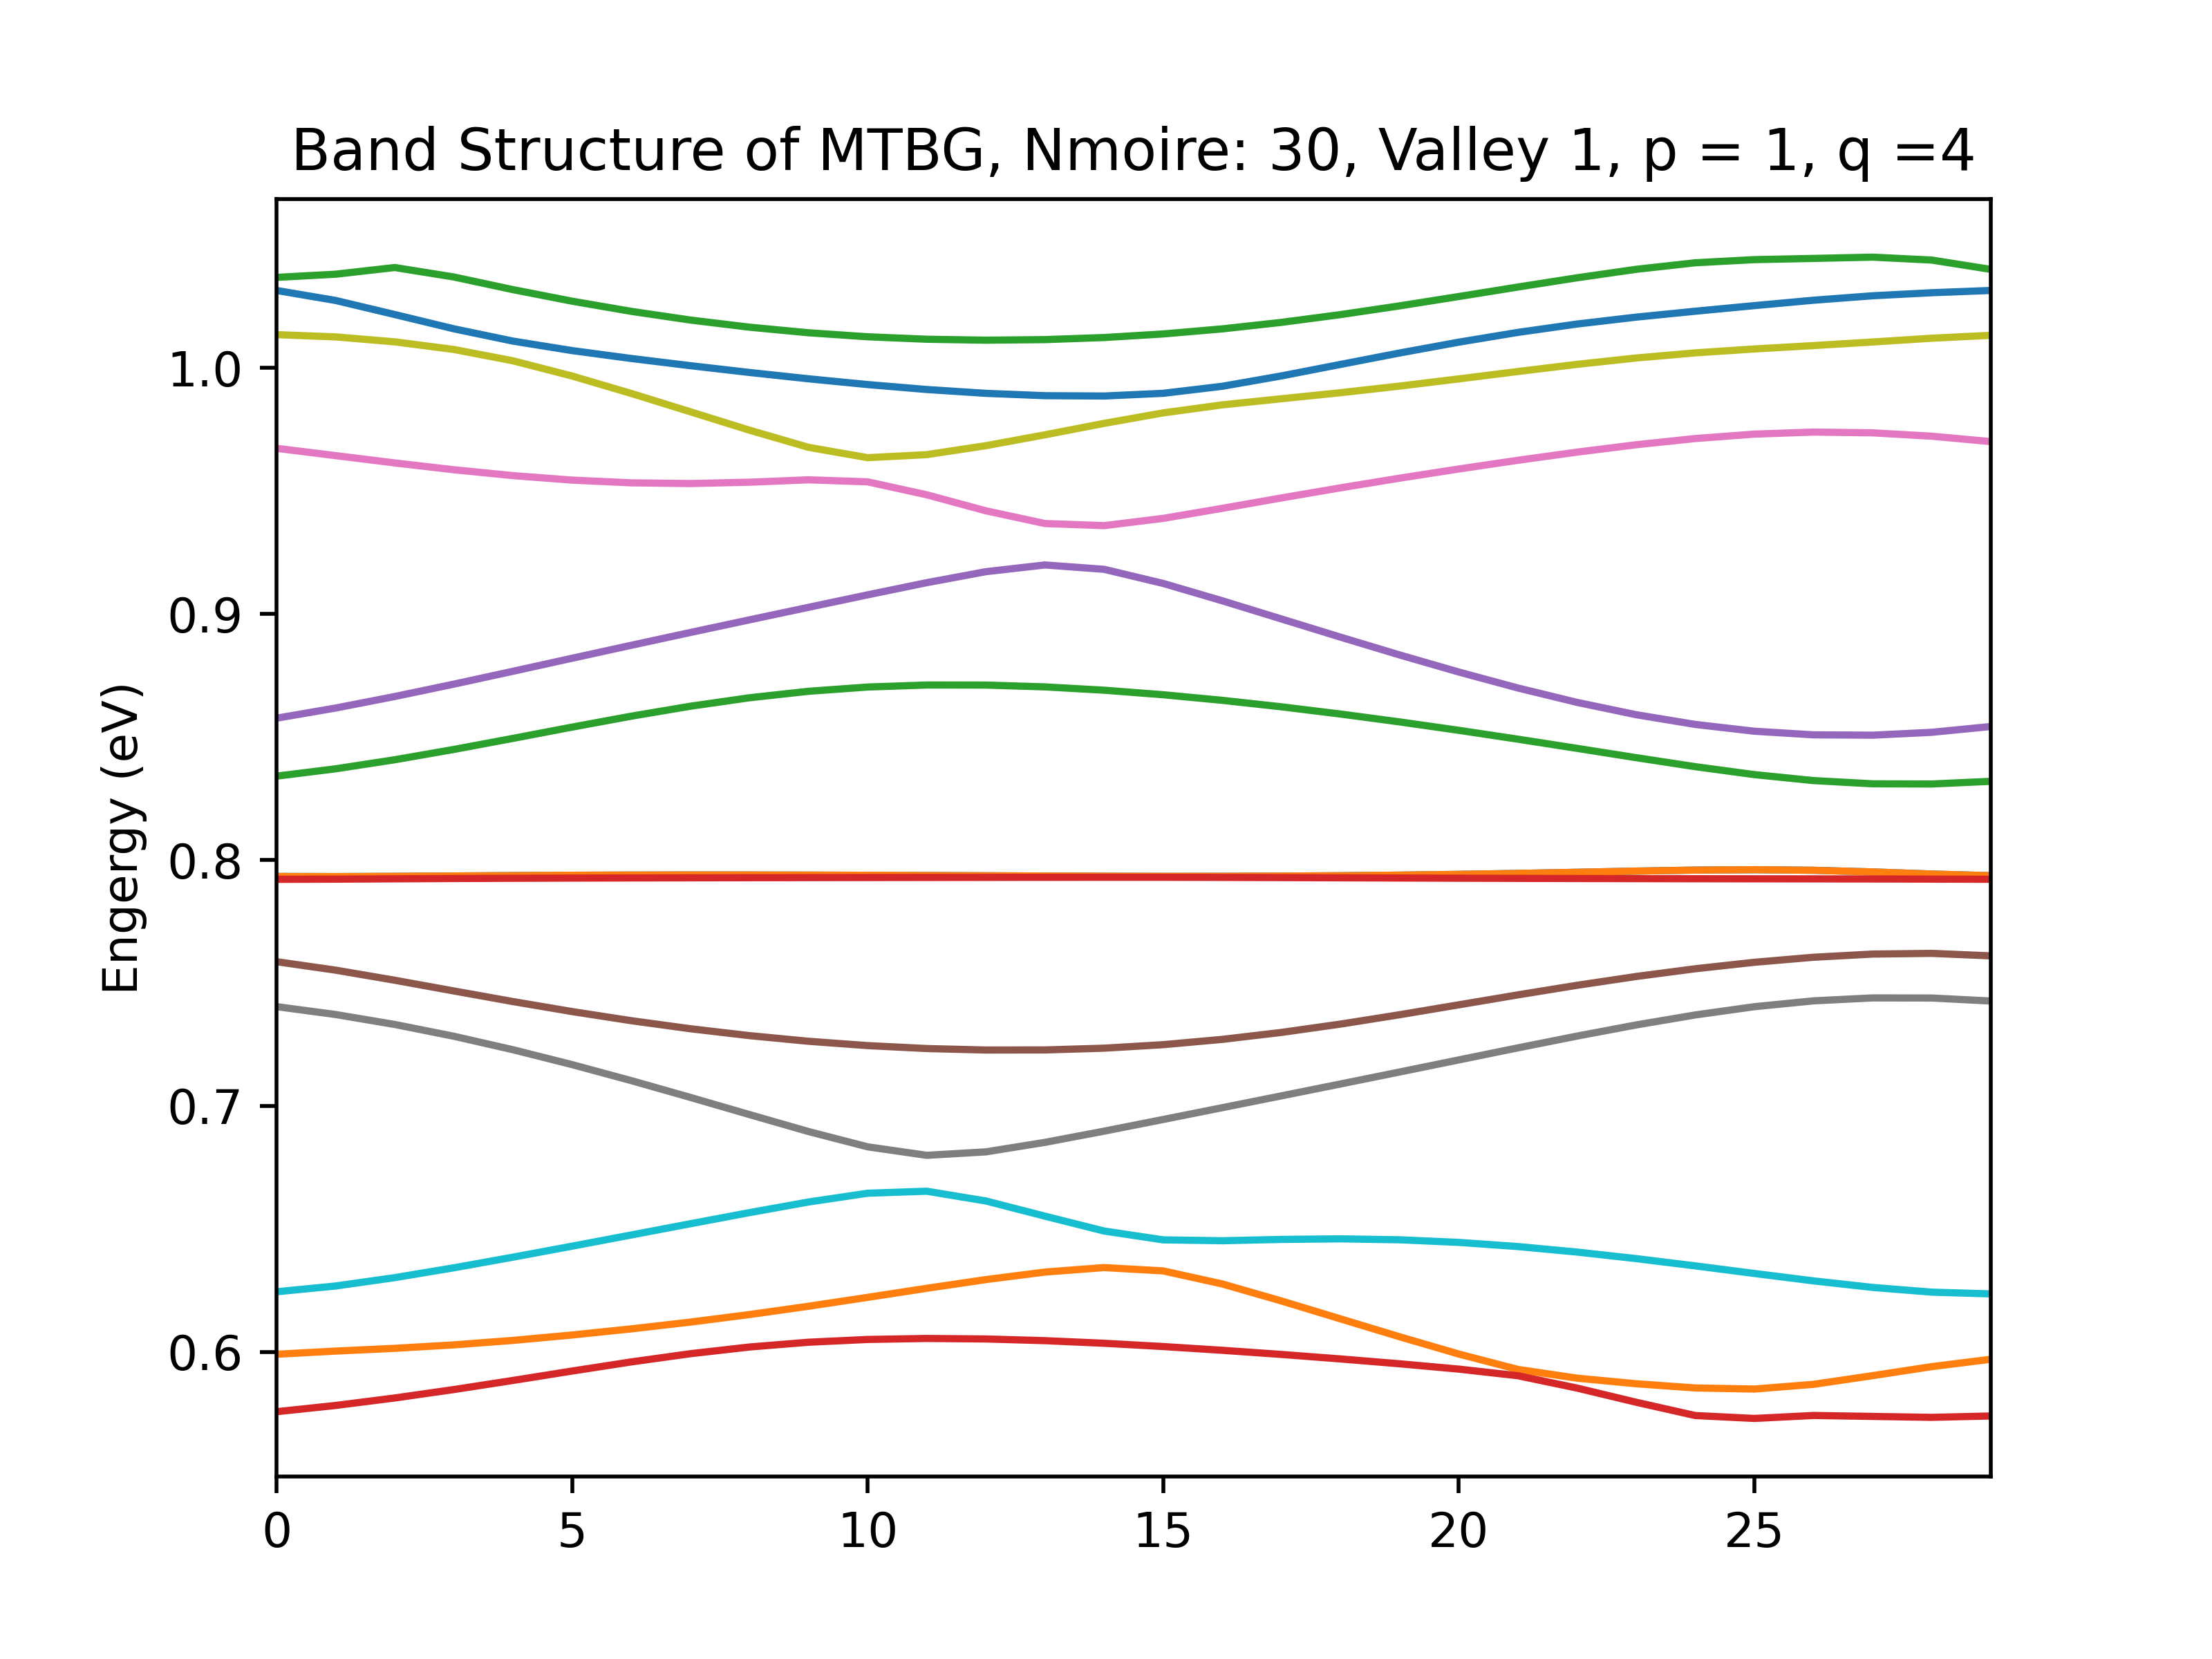 Band Structure of MTBG, Nmoire: 30, Valley 1, p = 1, q =4
Engergy (eV)
1.0
0.9
0.8
0.7
0.6
0 5 10 15 20 25